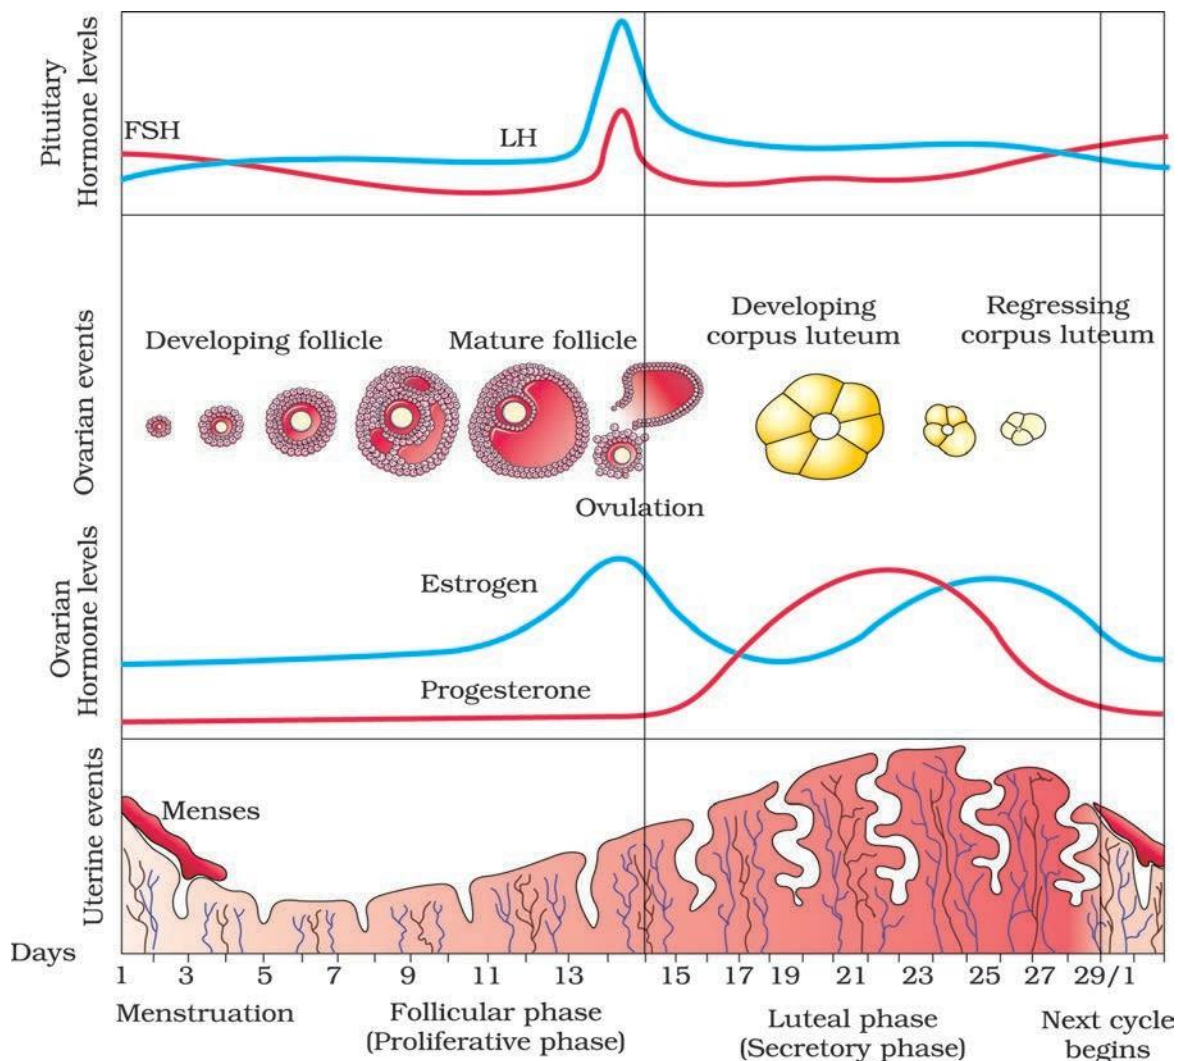 Pituitary
Hormone levels
FSH
LH
Ovarian events
Developing follicle
Mature follicle
Developing
corpus luteum
Regressing
corpus luteum
Ovulation
Ovarian
Hormone levels
Estrogen
Progesterone
Uterine events
Menses
Days
1 3 5 7 9 11 13 15 17 19 21 23 25 27 29/1
Menstruation
Follicular phase
(Proliferative phase)
Luteal phase
(Secretory phase)
Next cycle
begins